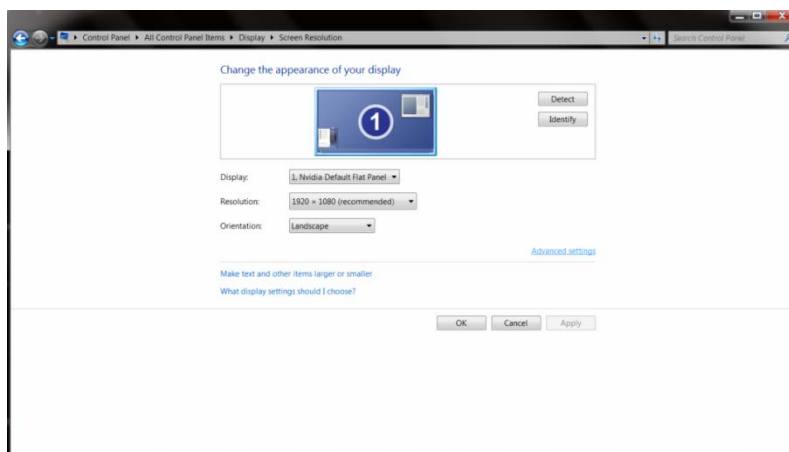 Control Panel ▸ All Control Panel Items ▸ Display ▸ Screen Resolution
Search Control Panel
Change the appearance of your display
1
Detect
Identify
Display: 1. Nvidia Default Flat Panel
Resolution: 1920 × 1080 (recommended)
Orientation: Landscape
Advanced settings
Make text and other items larger or smaller
What display settings should I choose?
OK Cancel Apply